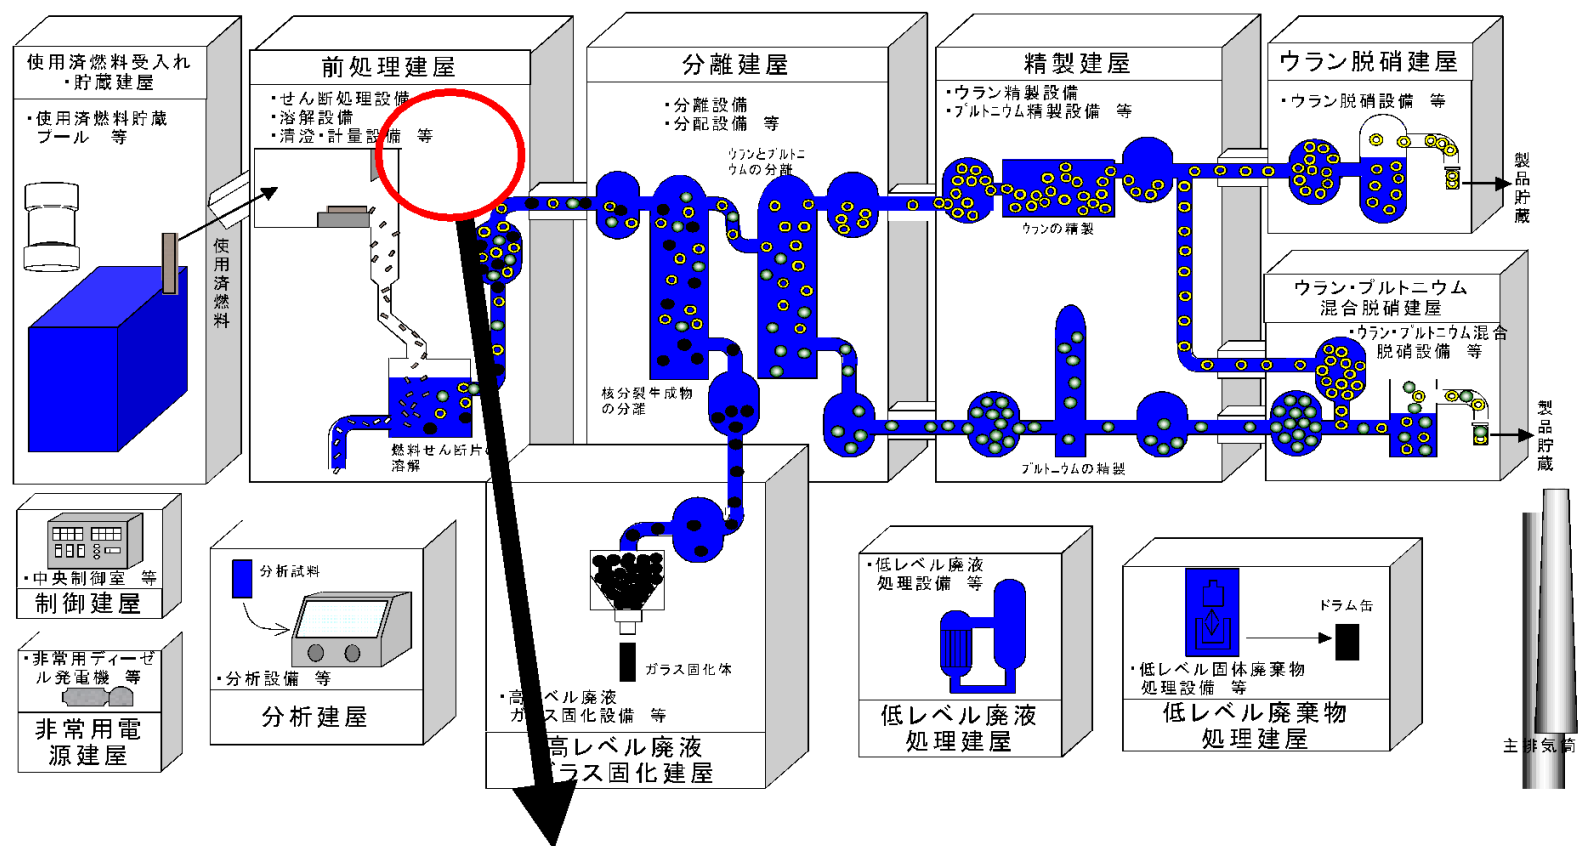 使用済燃料受入れ
・貯蔵建屋
・使用済燃料貯蔵
プール 等
使用済燃料
前処理建屋
・せん断処理設備
・溶解設備
・清澄・計量設備 等
燃料せん断片の
溶解
分離建屋
・分離設備
・分配設備 等
ウランとプルトニ
ウムの分離
核分裂生成物
の分離
精製建屋
・ウラン精製設備
・プルトニウム精製設備 等
ウランの精製
プルトニウムの精製
ウラン脱硝建屋
・ウラン脱硝設備 等
製品貯蔵
ウラン・プルトニウム
混合脱硝建屋
・ウラン・プルトニウム混合
脱硝設備 等
製品貯蔵
・中央制御室 等
制御建屋
・非常用ディーゼ
ル発電機 等
非常用電
源建屋
分析試料
・分析設備 等
分析建屋
ガラス固化体
・高レベル廃液
ガラス固化設備 等
高レベル廃液
ガラス固化建屋
・低レベル廃液
処理設備 等
低レベル廃液
処理建屋
ドラム缶
・低レベル固体廃棄物
処理設備 等
低レベル廃棄物
処理建屋
主排気筒